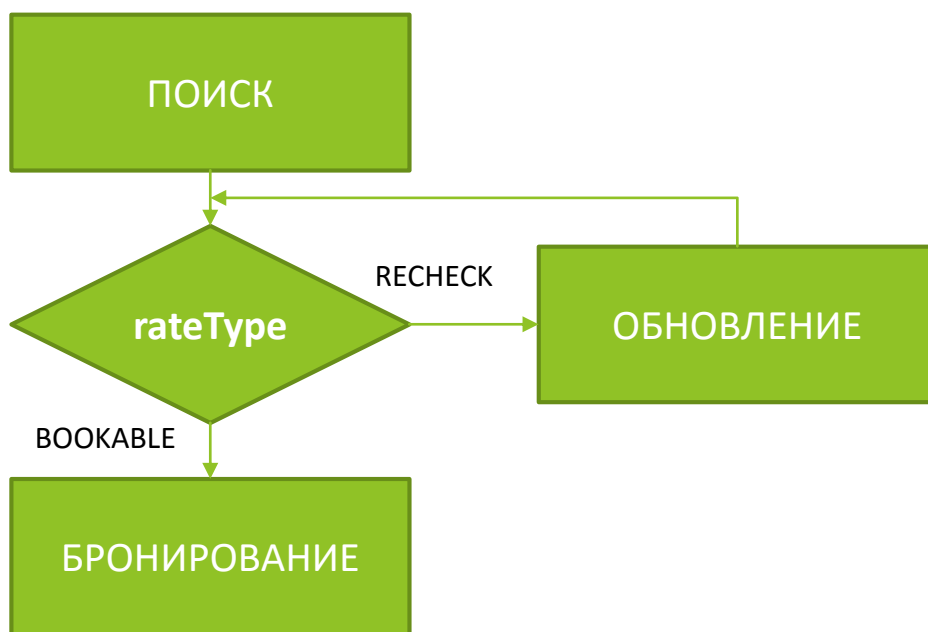 ПОИСК
RECHECK
rateType
ОБНОВЛЕНИЕ
BOOKABLE
БРОНИРОВАНИЕ